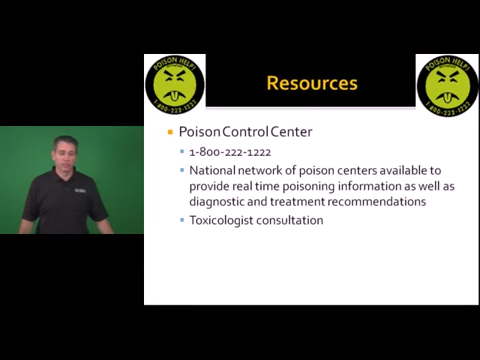 POISON HELP!
1-800-222-1222
Resources
POISON HELP!
1-800-222-1222
Poison Control Center
1-800-222-1222
National network of poison centers available to
provide real time poisoning information as well as
diagnostic and treatment recommendations
Toxicologist consultation